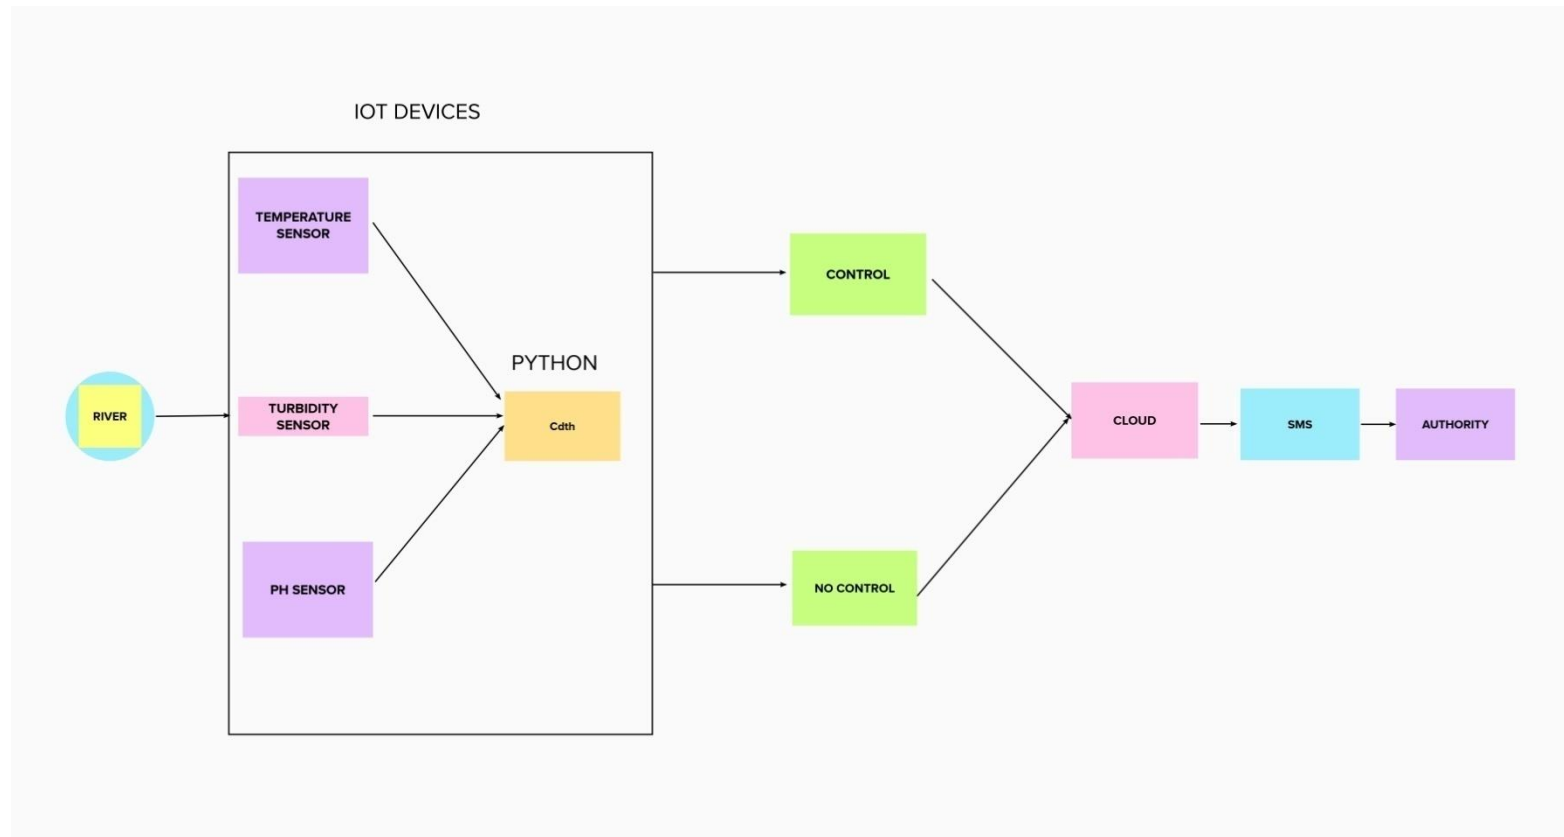 IOT DEVICES
TEMPERATURE
SENSOR
PYTHON
RIVER
TURBIDITY
SENSOR
Cdth
PH SENSOR
CONTROL
NO CONTROL
CLOUD
SMS
AUTHORITY